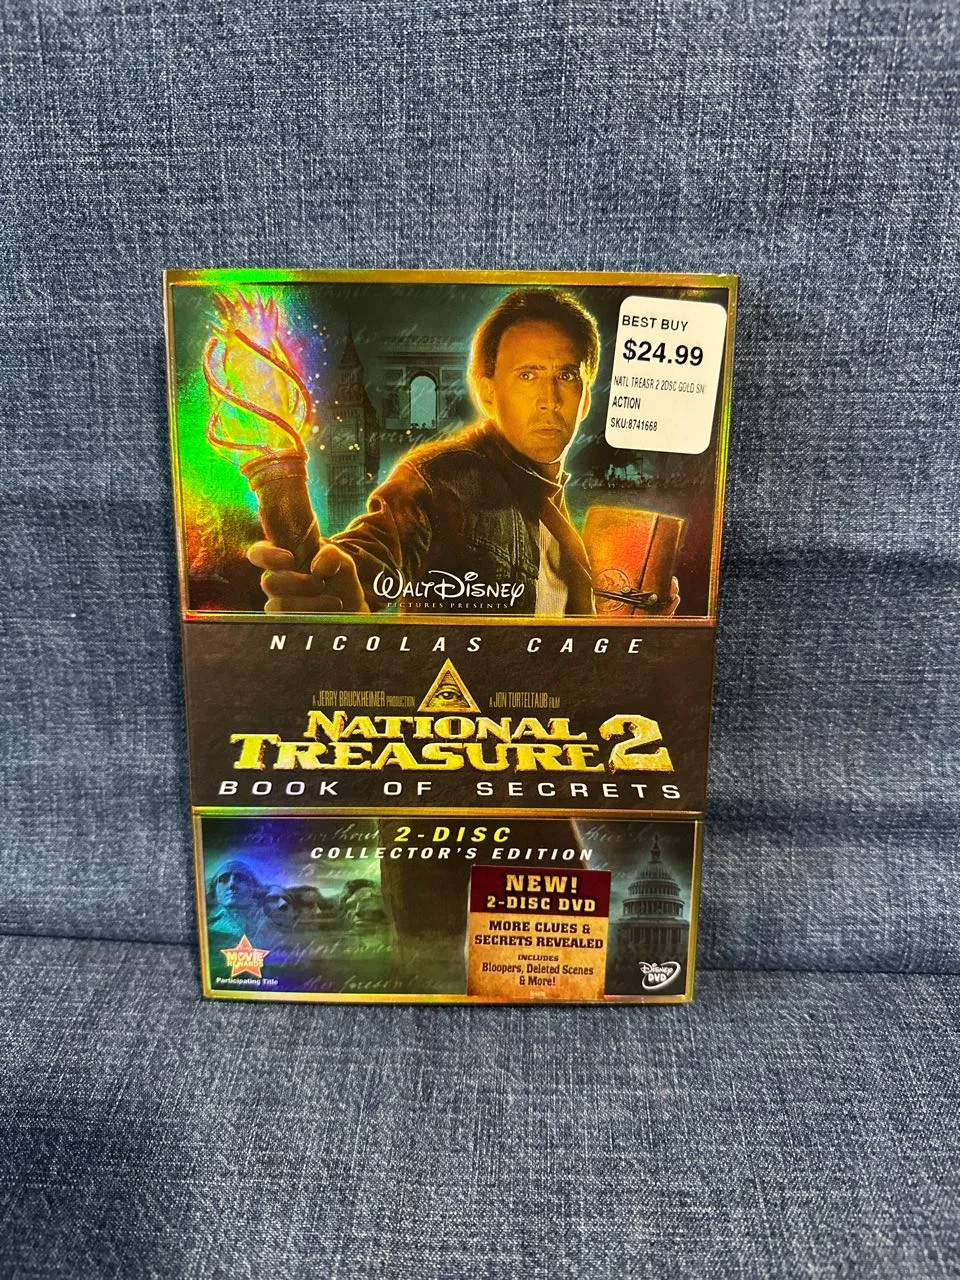 BEST BUY
$24.99
NATL TREASR 2 2DSC GOLD SN
ACTION
SKU:8741668
WALT DISNEY
PICTURES PRESENTS
NICOLAS CAGE
A JERRY BRUCKHEIMER PRODUCTION
A JON TURTELTAUB FILM
NATIONAL
TREASURE 2
BOOK OF SECRETS
2-DISC
COLLECTOR'S EDITION
NEW!
2-DISC DVD
MORE CLUES &
SECRETS REVEALED
INCLUDES
Bloopers, Deleted Scenes
& More!
MOVIE
REWARDS
Participating Title
Disney
DVD